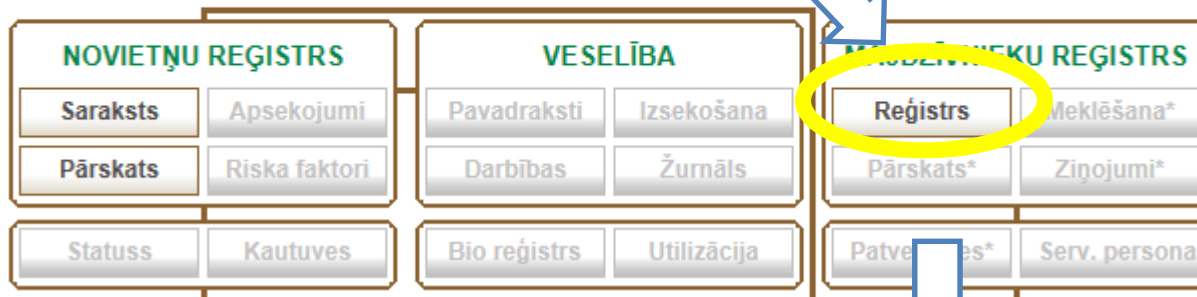 NOVIETŅU REĢISTRS
Saraksts Apsekojumi
Pārskats Riska faktori
Statuss Kautuves
VESELĪBA
Pavadraksti Izsekošana
Darbības Žurnāls
Bio reģistrs Utilizācija
MĀJDZĪVNIEKU REĢISTRS
Reģistrs Meklēšana*
Pārskats* Ziņojumi*
Serv. persona